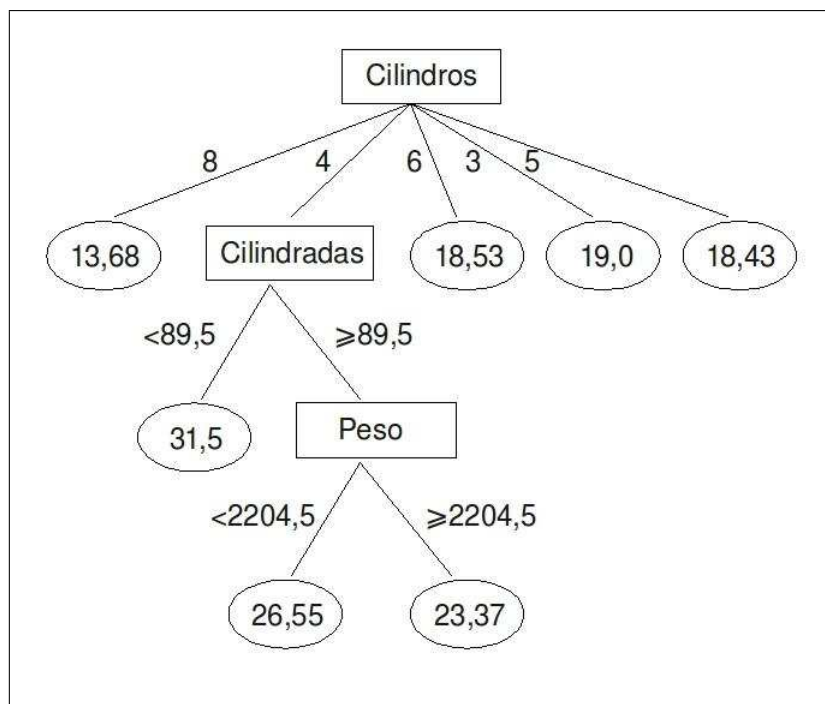 Cilindros
8 4 6 3 5
13,68 Cilindradas 18,53 19,0 18,43
<89,5 ⩾89,5
31,5 Peso
<2204,5 ⩾2204,5
26,55 23,37